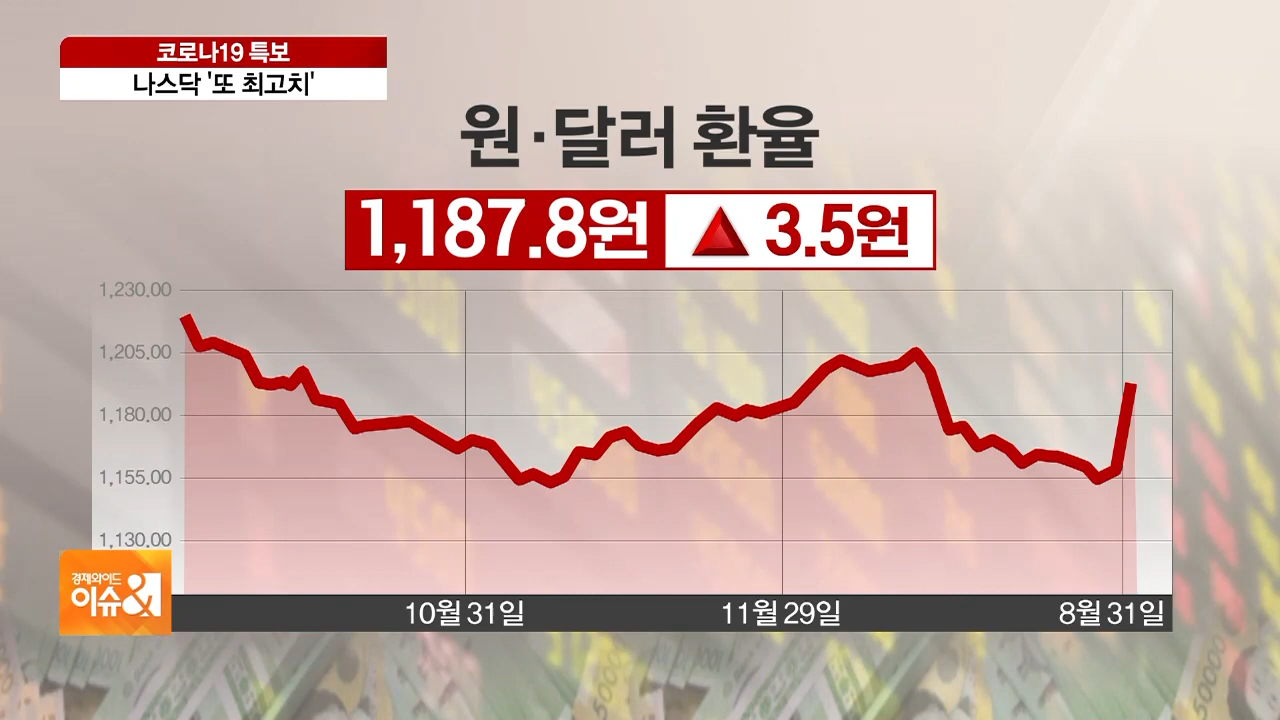 코로나19 특보
나스닥 '또 최고치'
원·달러 환율
1,187.8원 ▲ 3.5원
1,230.00
1,205.00
1,180.00
1,155.00
1,130.00
경제와이드
이슈&
10월 31일 11월 29일 8월 31일
50000